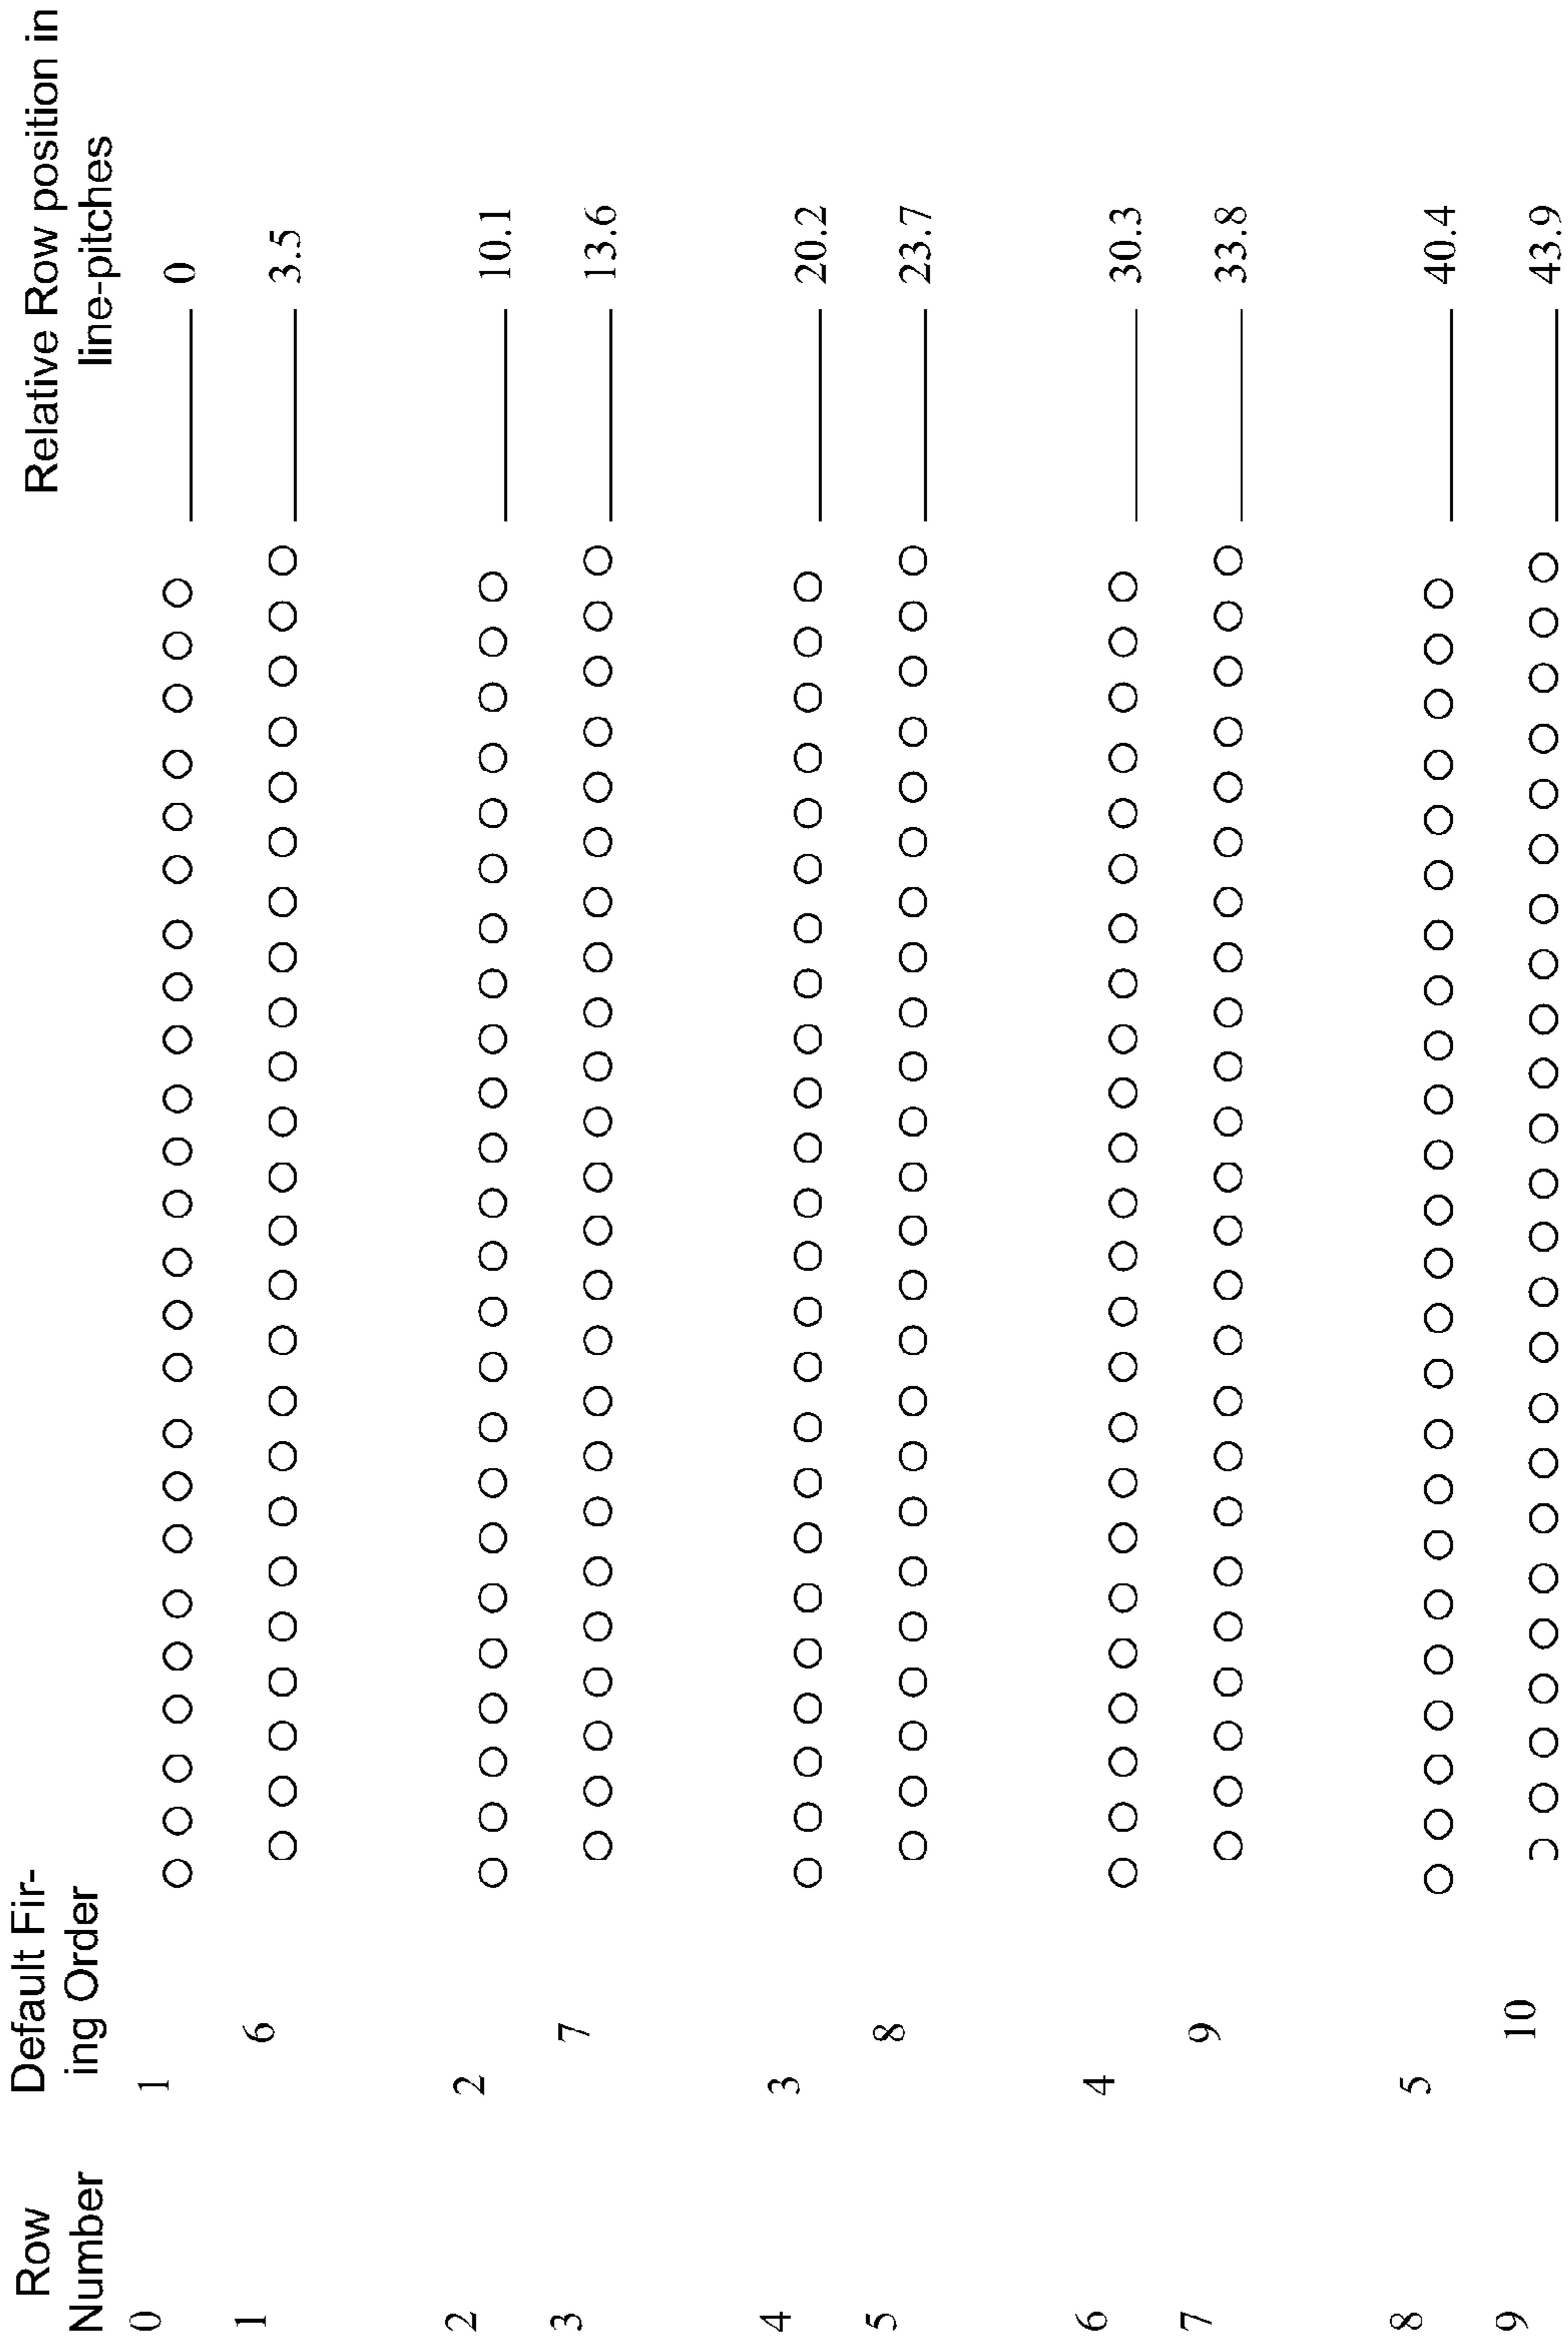 Row
Number
Default Fir-
ing Order
Relative Row position in
line-pitches
0 1 0
1 6 3.5
2 2 10.1
3 7 13.6
4 3 20.2
5 8 23.7
6 4 30.3
7 9 33.8
8 5 40.4
9 10 43.9